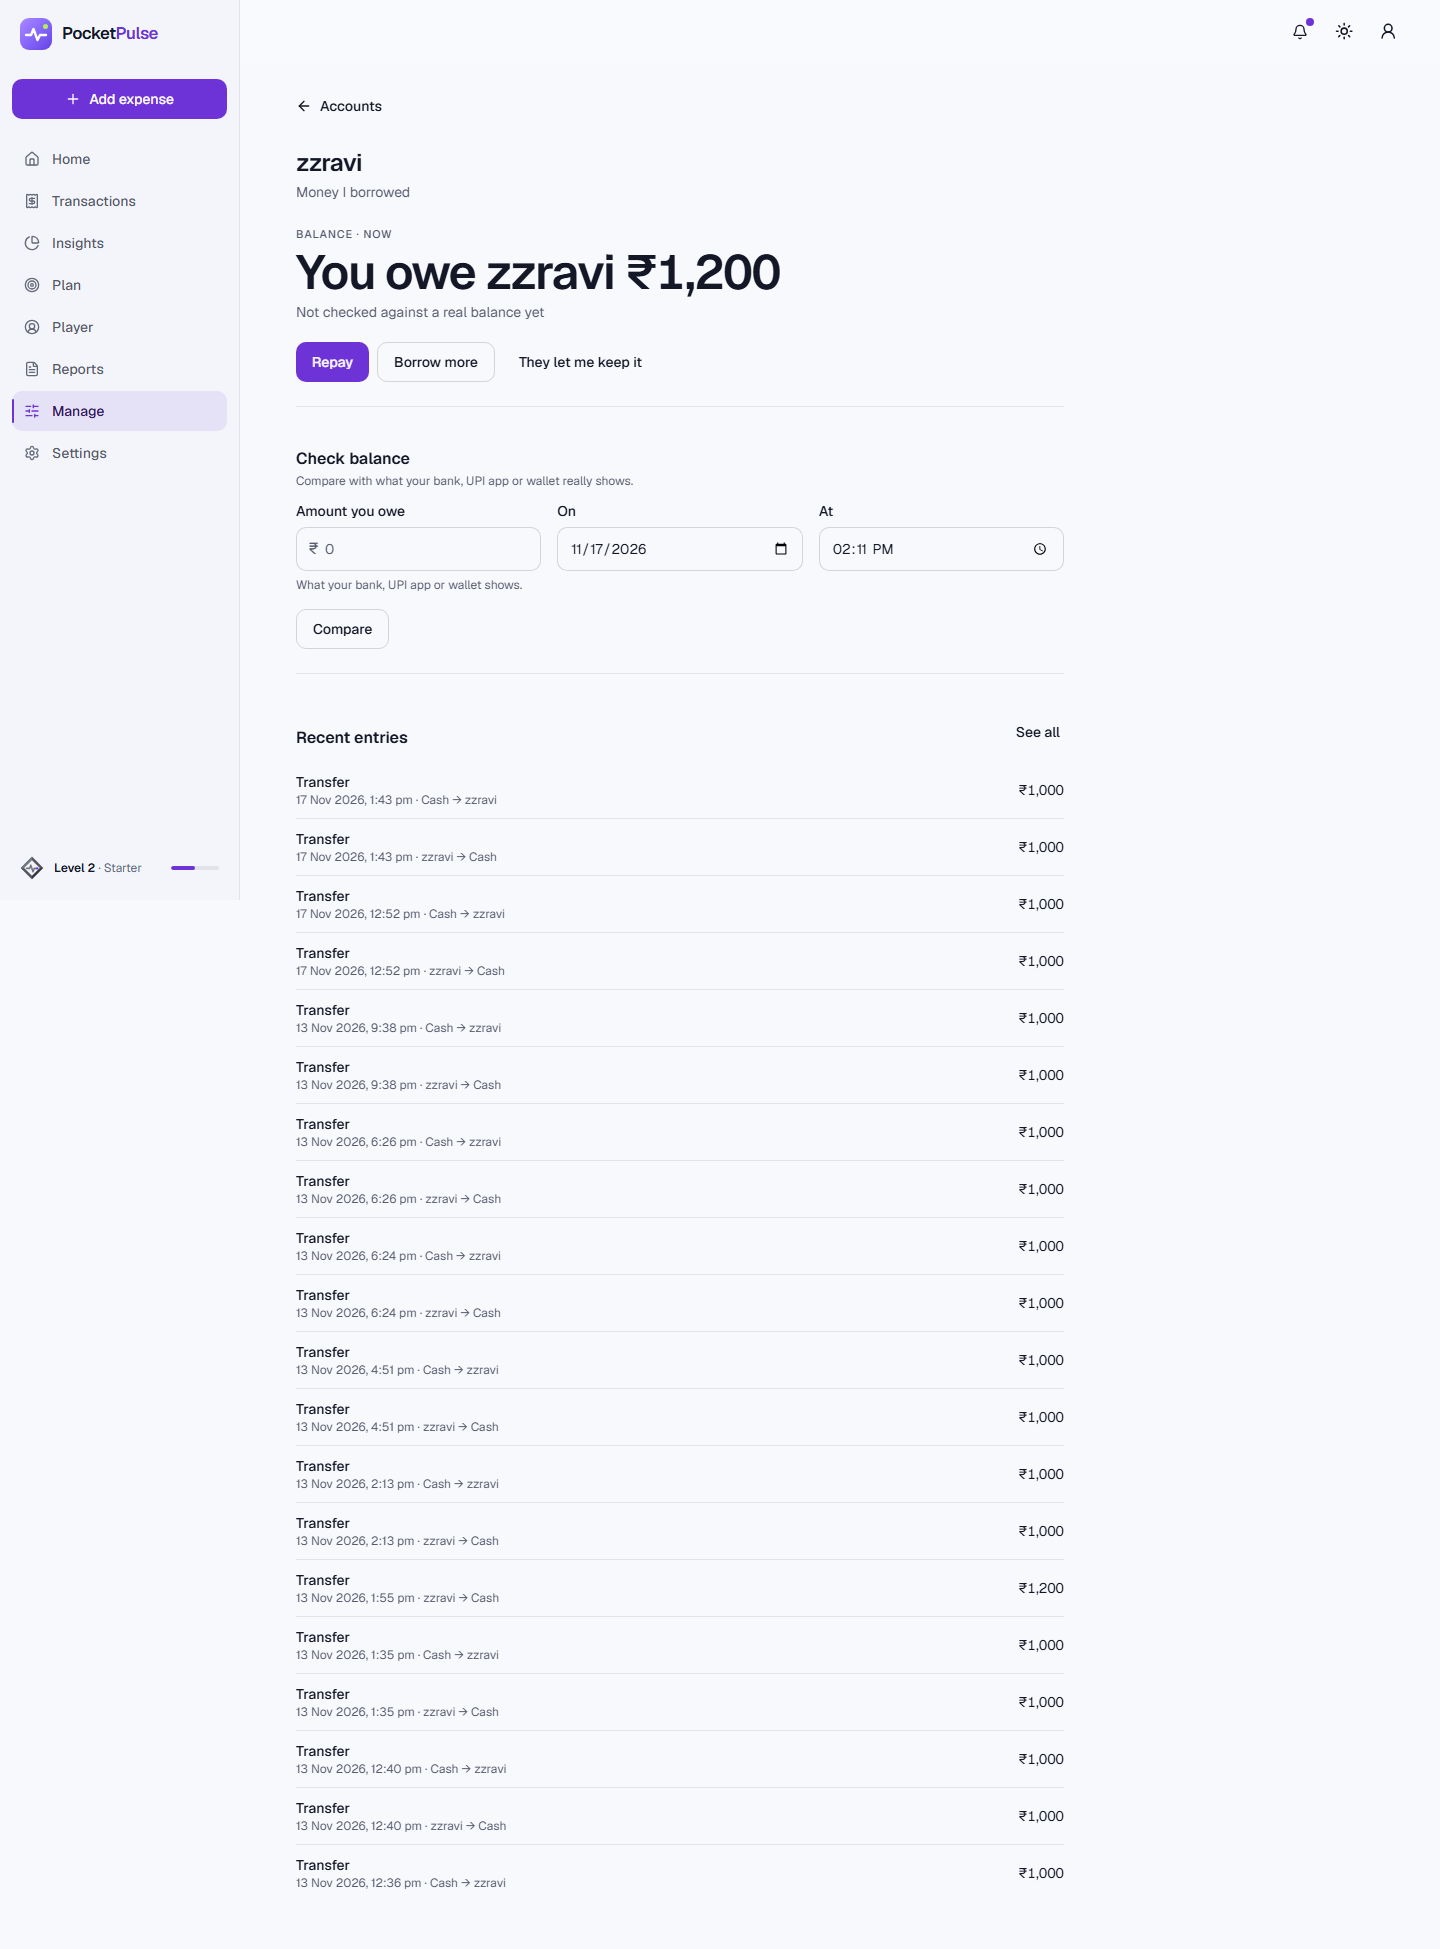 PocketPulse
Add expense
Home
Transactions
Insights
Plan
Player
Reports
Manage
Settings
Level 2 · Starter
Accounts
zzravi
Money I borrowed
BALANCE · NOW
You owe zzravi ₹1,200
Not checked against a real balance yet
Repay
Borrow more
They let me keep it
Check balance
Compare with what your bank, UPI app or wallet really shows.
Amount you owe
On
At
₹ 0
11/17/2026
02:11 PM
What your bank, UPI app or wallet shows.
Compare
Recent entries
See all
Transfer
17 Nov 2026, 1:43 pm · Cash → zzravi
₹1,000
Transfer
17 Nov 2026, 1:43 pm · zzravi → Cash
₹1,000
Transfer
17 Nov 2026, 12:52 pm · Cash → zzravi
₹1,000
Transfer
17 Nov 2026, 12:52 pm · zzravi → Cash
₹1,000
Transfer
13 Nov 2026, 9:38 pm · Cash → zzravi
₹1,000
Transfer
13 Nov 2026, 9:38 pm · zzravi → Cash
₹1,000
Transfer
13 Nov 2026, 6:26 pm · Cash → zzravi
₹1,000
Transfer
13 Nov 2026, 6:26 pm · zzravi → Cash
₹1,000
Transfer
13 Nov 2026, 6:24 pm · Cash → zzravi
₹1,000
Transfer
13 Nov 2026, 6:24 pm · zzravi → Cash
₹1,000
Transfer
13 Nov 2026, 4:51 pm · Cash → zzravi
₹1,000
Transfer
13 Nov 2026, 4:51 pm · zzravi → Cash
₹1,000
Transfer
13 Nov 2026, 2:13 pm · Cash → zzravi
₹1,000
Transfer
13 Nov 2026, 2:13 pm · zzravi → Cash
₹1,000
Transfer
13 Nov 2026, 1:55 pm · zzravi → Cash
₹1,200
Transfer
13 Nov 2026, 1:35 pm · Cash → zzravi
₹1,000
Transfer
13 Nov 2026, 1:35 pm · zzravi → Cash
₹1,000
Transfer
13 Nov 2026, 12:40 pm · Cash → zzravi
₹1,000
Transfer
13 Nov 2026, 12:40 pm · zzravi → Cash
₹1,000
Transfer
13 Nov 2026, 12:36 pm · Cash → zzravi
₹1,000